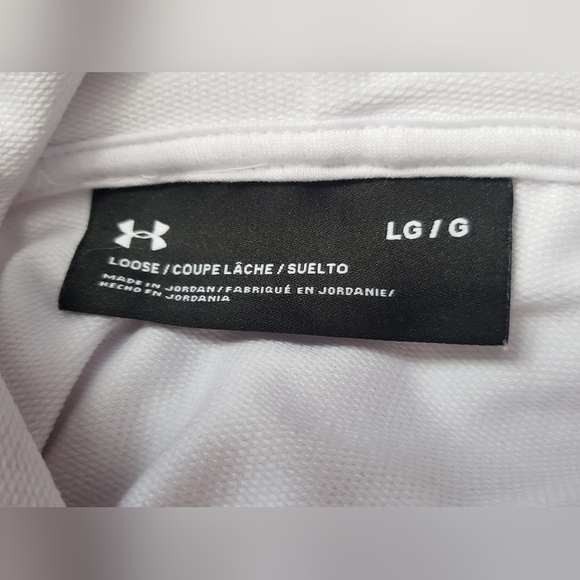 LG / G
LOOSE / COUPE LÂCHE / SUELTO
MADE IN JORDAN / FABRIQUÉ EN JORDANIE /
HECHO EN JORDANIA